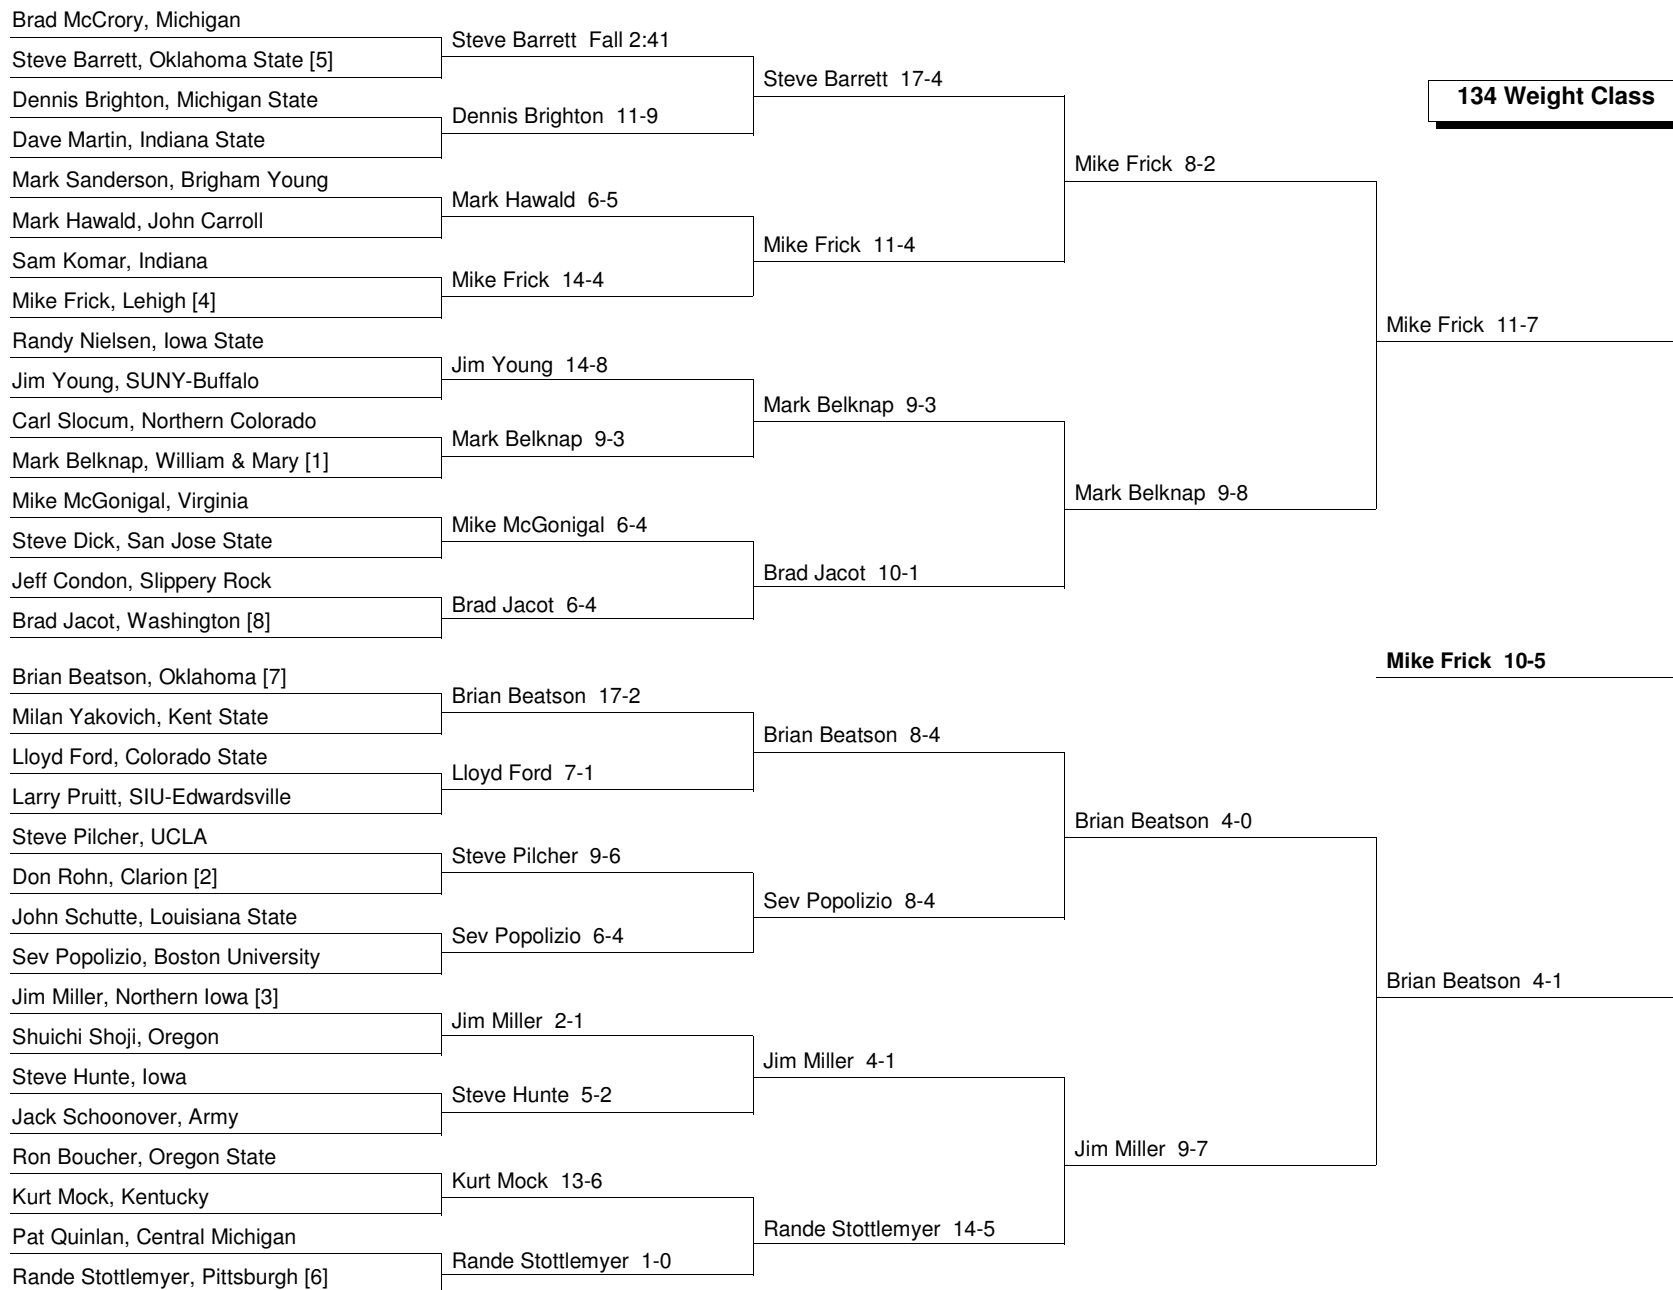 134 Weight Class
Brad McCrory, Michigan
Steve Barrett, Oklahoma State [5]
Dennis Brighton, Michigan State
Dave Martin, Indiana State
Mark Sanderson, Brigham Young
Mark Hawald, John Carroll
Sam Komar, Indiana
Mike Frick, Lehigh [4]
Randy Nielsen, Iowa State
Jim Young, SUNY-Buffalo
Carl Slocum, Northern Colorado
Mark Belknap, William & Mary [1]
Mike McGonigal, Virginia
Steve Dick, San Jose State
Jeff Condon, Slippery Rock
Brad Jacot, Washington [8]
Brian Beatson, Oklahoma [7]
Milan Yakovich, Kent State
Lloyd Ford, Colorado State
Larry Pruitt, SIU-Edwardsville
Steve Pilcher, UCLA
Don Rohn, Clarion [2]
John Schutte, Louisiana State
Sev Popolizio, Boston University
Jim Miller, Northern Iowa [3]
Shuichi Shoji, Oregon
Steve Hunte, Iowa
Jack Schoonover, Army
Ron Boucher, Oregon State
Kurt Mock, Kentucky
Pat Quinlan, Central Michigan
Rande Stottlemyer, Pittsburgh [6]
Steve Barrett Fall 2:41
Dennis Brighton 11-9
Mark Hawald 6-5
Mike Frick 14-4
Jim Young 14-8
Mark Belknap 9-3
Mike McGonigal 6-4
Brad Jacot 6-4
Brian Beatson 17-2
Lloyd Ford 7-1
Steve Pilcher 9-6
Sev Popolizio 6-4
Jim Miller 2-1
Steve Hunte 5-2
Kurt Mock 13-6
Rande Stottlemyer 1-0
Steve Barrett 17-4
Mike Frick 11-4
Mark Belknap 9-3
Brad Jacot 10-1
Brian Beatson 8-4
Sev Popolizio 8-4
Jim Miller 4-1
Rande Stottlemyer 14-5
Mike Frick 8-2
Mark Belknap 9-8
Brian Beatson 4-0
Jim Miller 9-7
Mike Frick 11-7
Brian Beatson 4-1
Mike Frick 10-5